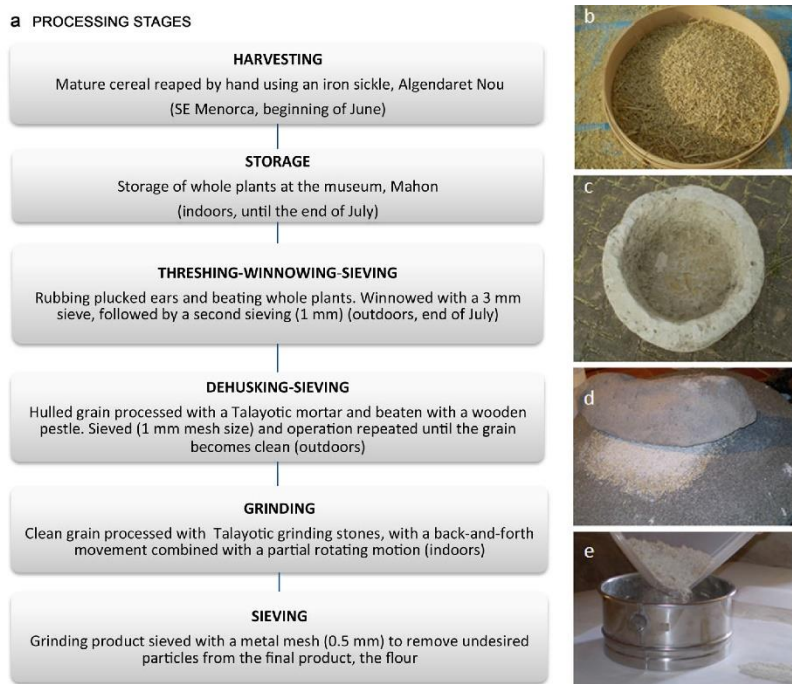 a PROCESSING STAGES
HARVESTING
Mature cereal reaped by hand using an iron sickle, Algendaret Nou
(SE Menorca, beginning of June)
STORAGE
Storage of whole plants at the museum, Mahon
(indoors, until the end of July)
THRESHING-WINNOWING-SIEVING
Rubbing plucked ears and beating whole plants. Winnowed with a 3 mm
sieve, followed by a second sieving (1 mm) (outdoors, end of July)
DEHUSKING-SIEVING
Hulled grain processed with a Talayotic mortar and beaten with a wooden
pestle. Sieved (1 mm mesh size) and operation repeated until the grain
becomes clean (outdoors)
GRINDING
Clean grain processed with Talayotic grinding stones, with a back-and-forth
movement combined with a partial rotating motion (indoors)
SIEVING
Grinding product sieved with a metal mesh (0.5 mm) to remove undesired
particles from the final product, the flour
b
c
d
e